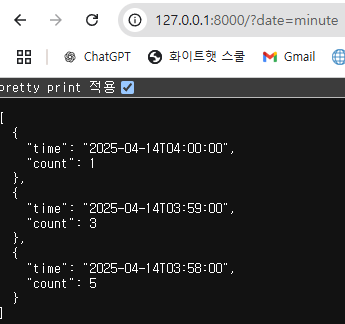 127.0.0.1:8000/?date=minute
ChatGPT 화이트햇 스쿨 Gmail
pretty print 적용
[
  {
    "time": "2025-04-14T04:00:00",
    "count": 1
  },
  {
    "time": "2025-04-14T03:59:00",
    "count": 3
  },
  {
    "time": "2025-04-14T03:58:00",
    "count": 5
  }
]